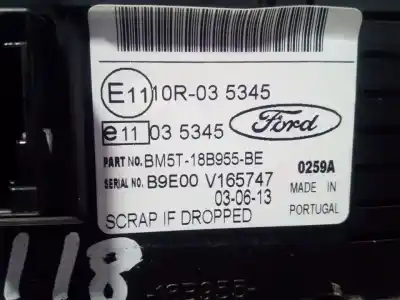 E11 10R-03 5345
e11 03 5345 Ford
PART NO. BM5T-18B955-BE 0259A
SERIAL NO. B9E00 V165747 MADE IN
03-06-13 PORTUGAL
SCRAP IF DROPPED
118